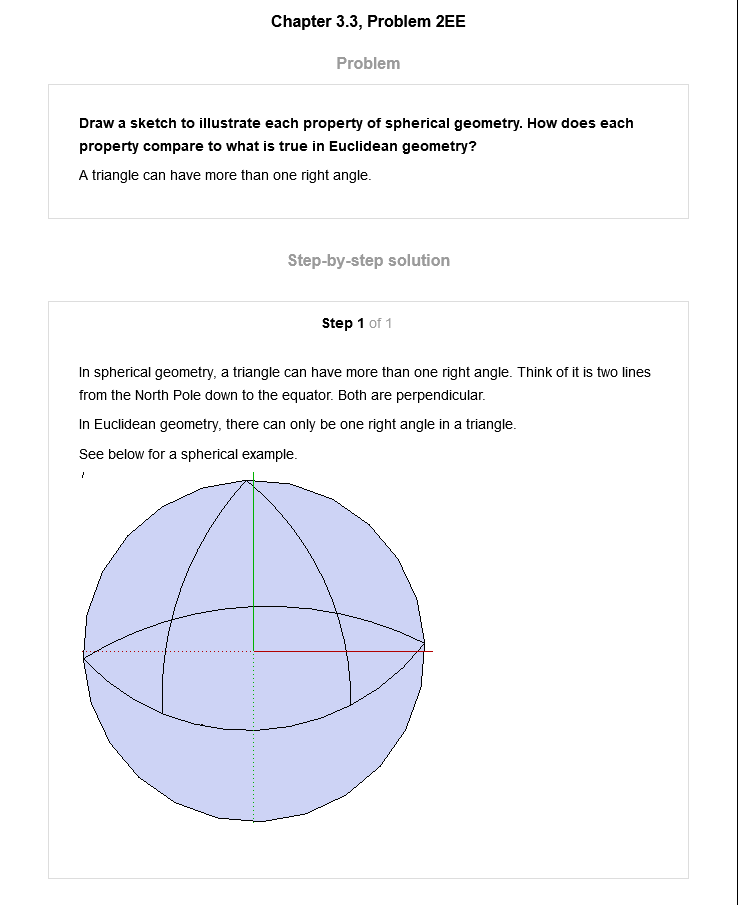 Chapter 3.3, Problem 2EE
Problem
Draw a sketch to illustrate each property of spherical geometry. How does each
property compare to what is true in Euclidean geometry?
A triangle can have more than one right angle.
Step-by-step solution
Step 1 of 1
In spherical geometry, a triangle can have more than one right angle. Think of it is two lines
from the North Pole down to the equator. Both are perpendicular.
In Euclidean geometry, there can only be one right angle in a triangle.
See below for a spherical example.